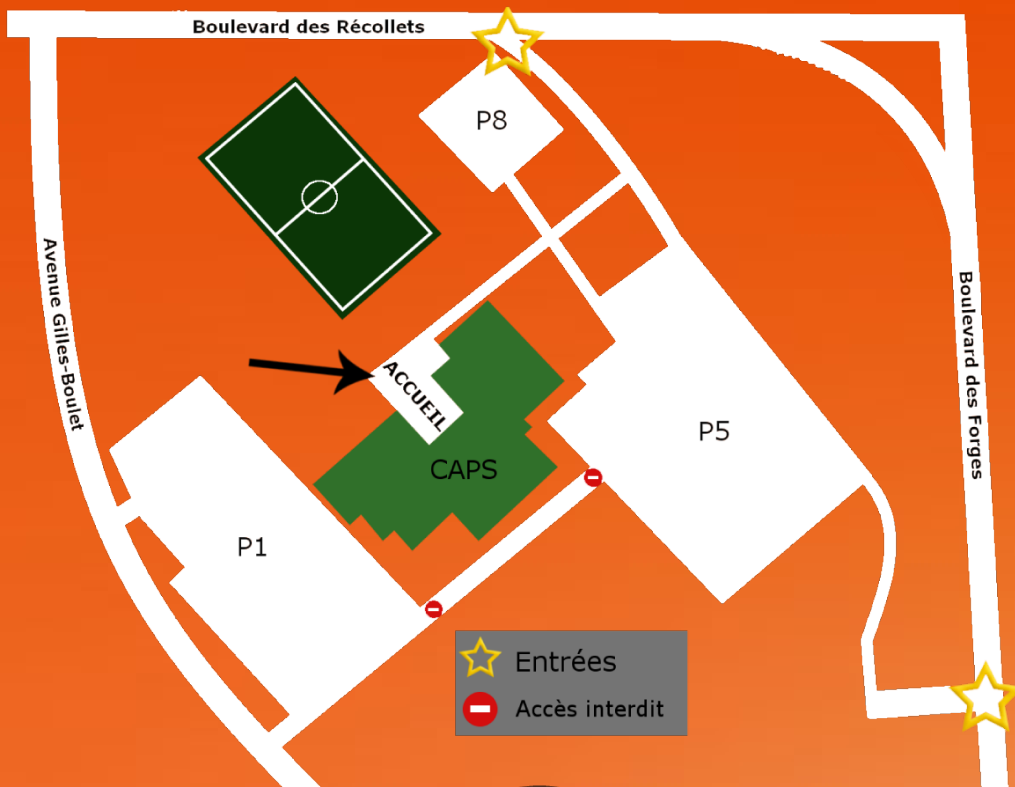 Boulevard des Récollets
P8
Avenue Gilles-Boulet
Boulevard des Forges
ACCUEIL
P5
CAPS
P1
Entrées
Accès interdit